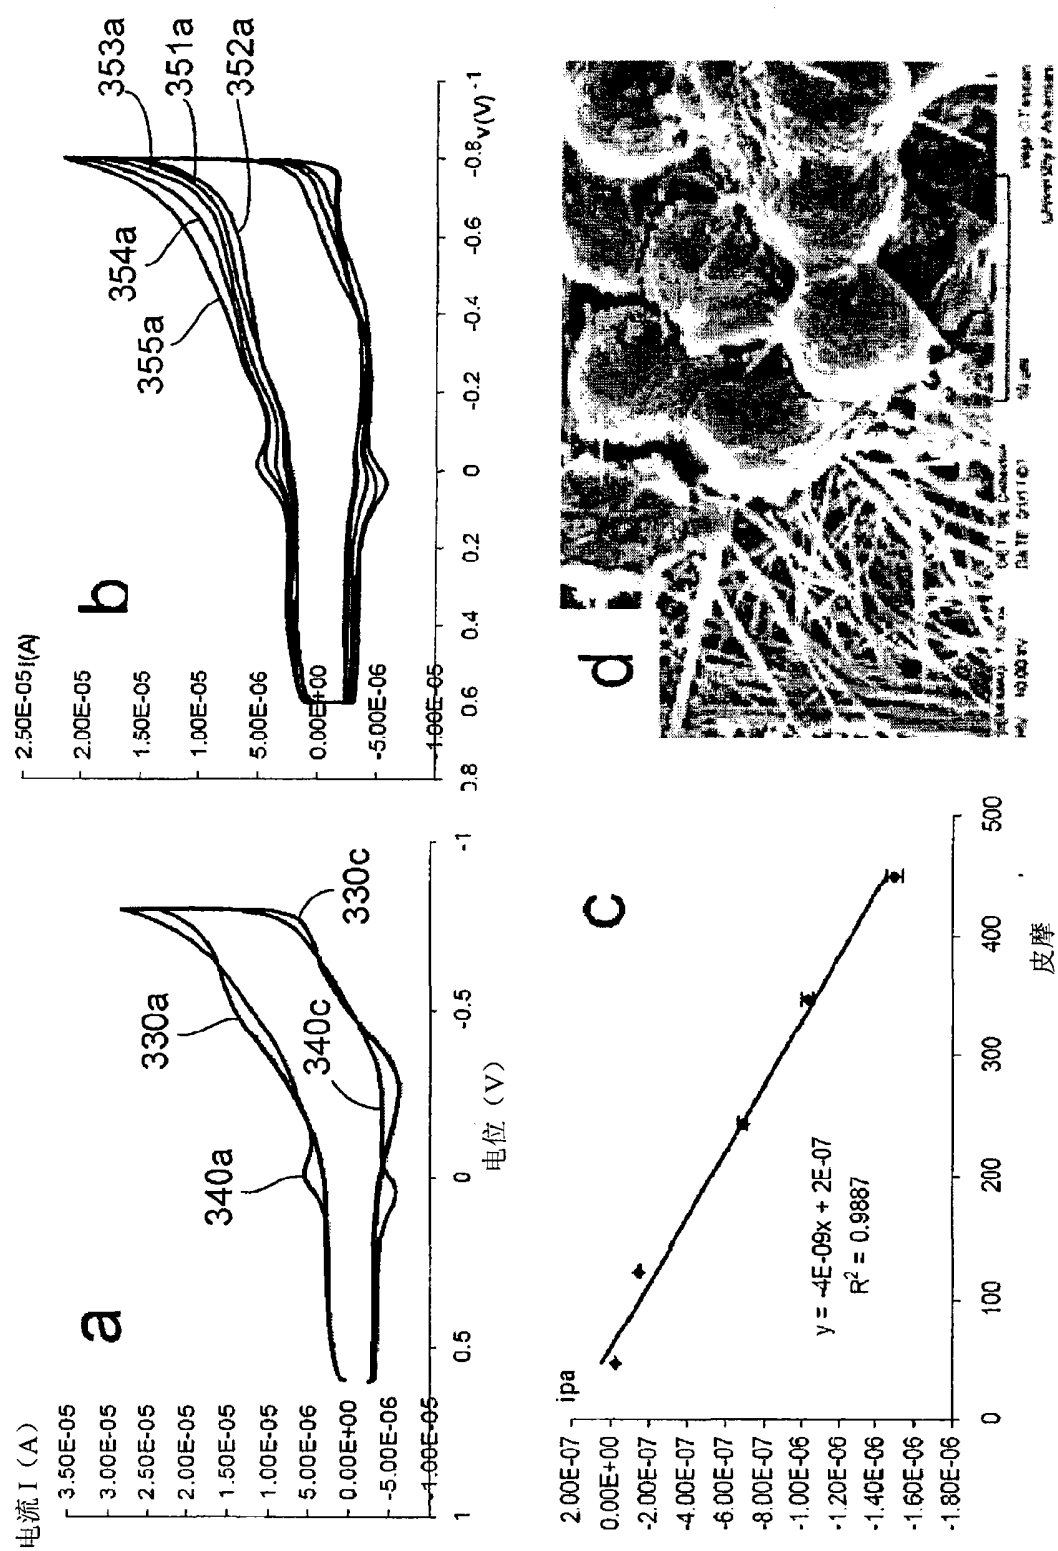 电流 I (A)
3.50E-05
3.00E-05
2.50E-05
2.00E-05
1.50E-05
1.00E-05
5.00E-06
0.00E+00
-5.00E-06
-1.00E-05
1
0.5
0
-0.5
-1
电位 (V)
a
340a
330a
340c
330c
2.50E-05 I(A)
2.00E-05
1.50E-05
1.00E-05
5.00E-06
0.00E+00
-5.00E-06
-1.00E-05
0.8
0.6
0.4
0.2
0
-0.2
-0.4
-0.6
-0.8
v(V)
-1
b
355a
354a
353a
351a
352a
ipa
2.00E-07
0.00E+00
-2.00E-07
-4.00E-07
-6.00E-07
-8.00E-07
-1.00E-06
-1.20E-06
-1.40E-06
-1.60E-06
-1.80E-06
0
100
200
300
400
500
皮摩
c
y = -4E-09x + 2E-07
R² = 0.9887
d